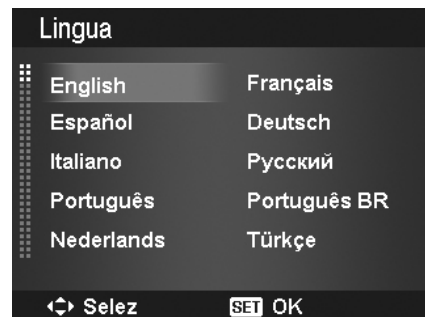 Lingua
English Français
Español Deutsch
Italiano Русский
Português Português BR
Nederlands Türkçe
Selez SET OK